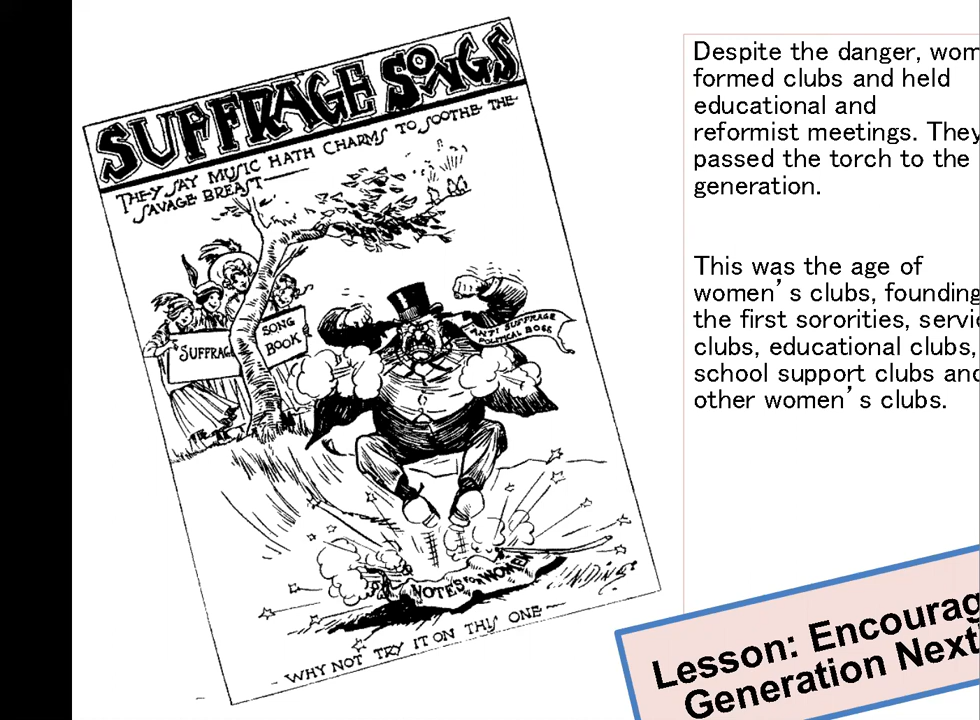 SUFFRAGE SONGS
THEY SAY MUSIC HATH CHARMS TO SOOTHE THE
SAVAGE BREAST
SUFFRAGE
SONG
BOOK
ANTI SUFFRAGE
POLITICAL BOSS
VOTES FOR WOMEN
WHY NOT TRY IT ON THIS ONE
Despite the danger, wom
formed clubs and held
educational and
reformist meetings. They
passed the torch to the
generation.
This was the age of
women’s clubs, founding
the first sororities, servic
clubs, educational clubs,
school support clubs and
other women’s clubs.
Lesson: Encourag
Generation Next